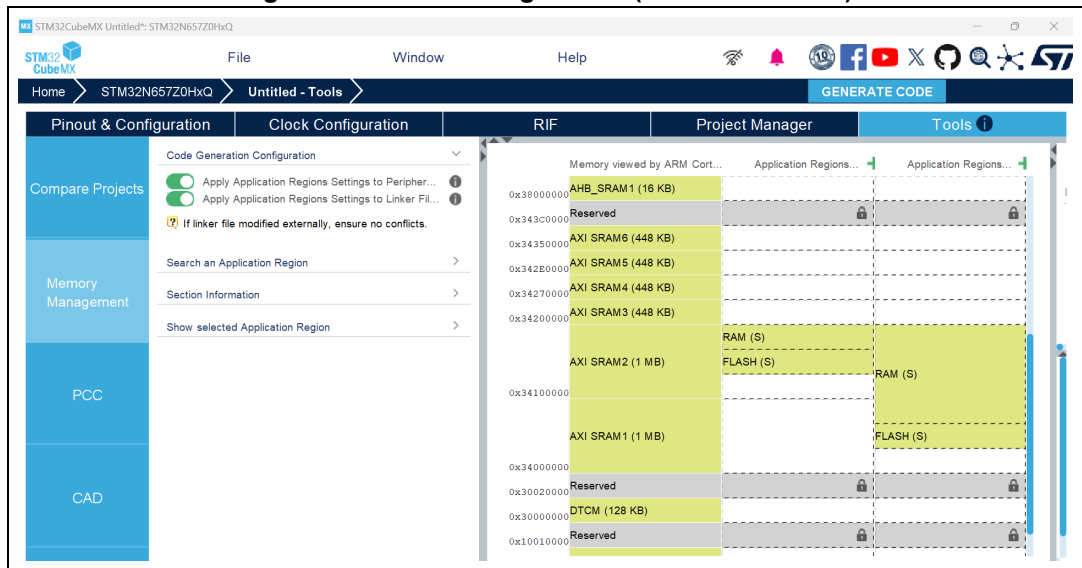 MX STM32CubeMX Untitled*: STM32N657Z0HxQ
STM32
CubeMX
File
Window
Help
10
GENERATE CODE
Home
STM32N657Z0HxQ
Untitled - Tools
Pinout & Configuration
Clock Configuration
RIF
Project Manager
Tools
Compare Projects
Memory
Management
PCC
CAD
Code Generation Configuration
Apply Application Regions Settings to Peripher...
Apply Application Regions Settings to Linker Fil...
If linker file modified externally, ensure no conflicts.
Search an Application Region
Section Information
Show selected Application Region
Memory viewed by ARM Cort...
Application Regions...
Application Regions...
AHB_SRAM1 (16 KB)
0x38000000
Reserved
0x343C0000
AXI SRAM6 (448 KB)
0x34350000
AXI SRAM5 (448 KB)
0x342E0000
AXI SRAM4 (448 KB)
0x34270000
AXI SRAM3 (448 KB)
0x34200000
RAM (S)
AXI SRAM2 (1 MB)
FLASH (S)
RAM (S)
0x34100000
AXI SRAM1 (1 MB)
FLASH (S)
0x34000000
Reserved
0x30020000
DTCM (128 KB)
0x30000000
Reserved
0x10010000